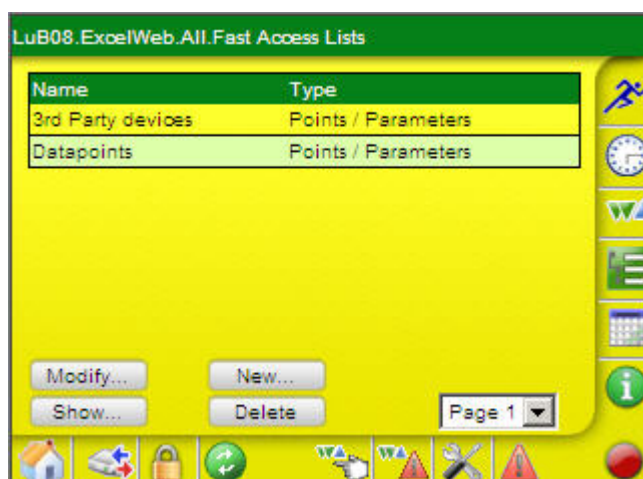 LuB08.ExcelWeb.All.Fast Access Lists
Name Type
3rd Party devices Points / Parameters
Datapoints Points / Parameters
Modify... New...
Show... Delete Page 1